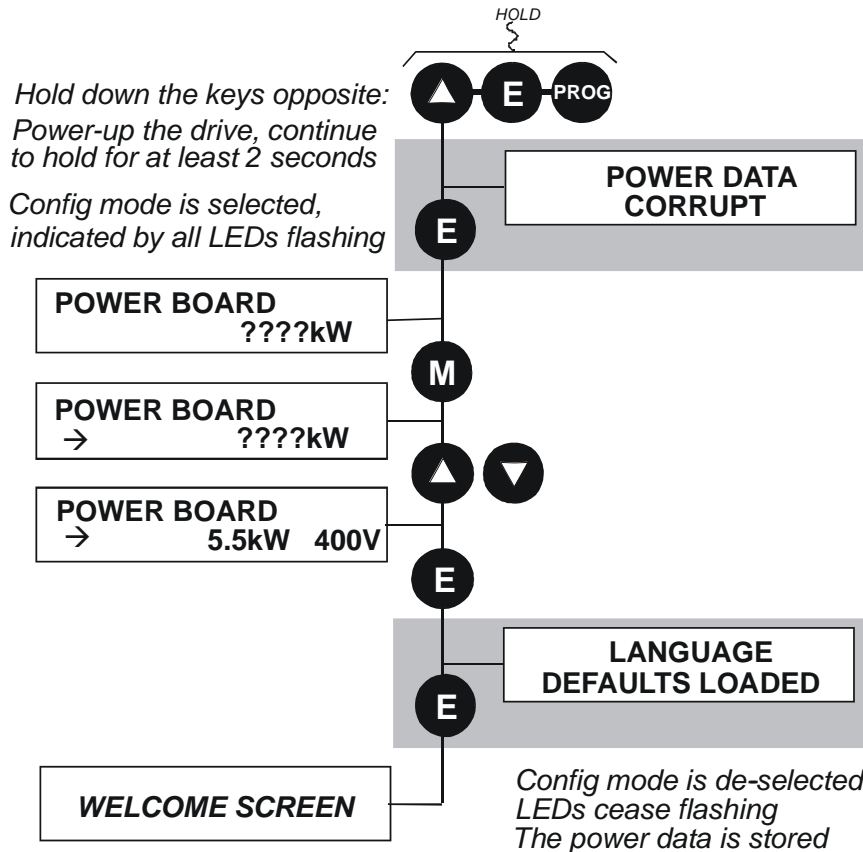 HOLD
E PROG
Hold down the keys opposite:
Power-up the drive, continue
to hold for at least 2 seconds
POWER DATA
CORRUPT
Config mode is selected,
indicated by all LEDs flashing
E
POWER BOARD
????kW
M
POWER BOARD
→ ????kW
POWER BOARD
→ 5.5kW 400V
E
LANGUAGE
DEFAULTS LOADED
E
WELCOME SCREEN
Config mode is de-selected
LEDs cease flashing
The power data is stored